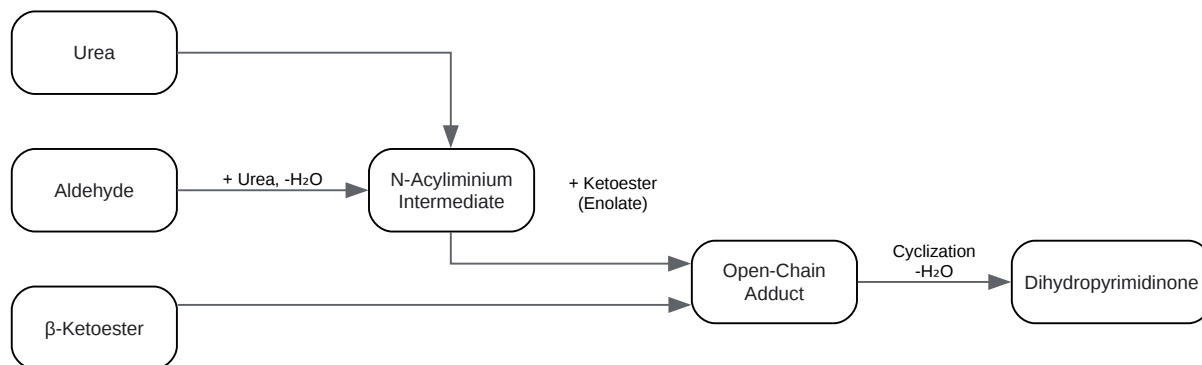 Urea
Aldehyde
+ Urea, -H₂O
N-Acyliminium
Intermediate
+ Ketoester
(Enolate)
β-Ketoester
Open-Chain
Adduct
Cyclization
-H₂O
Dihydropyrimidinone